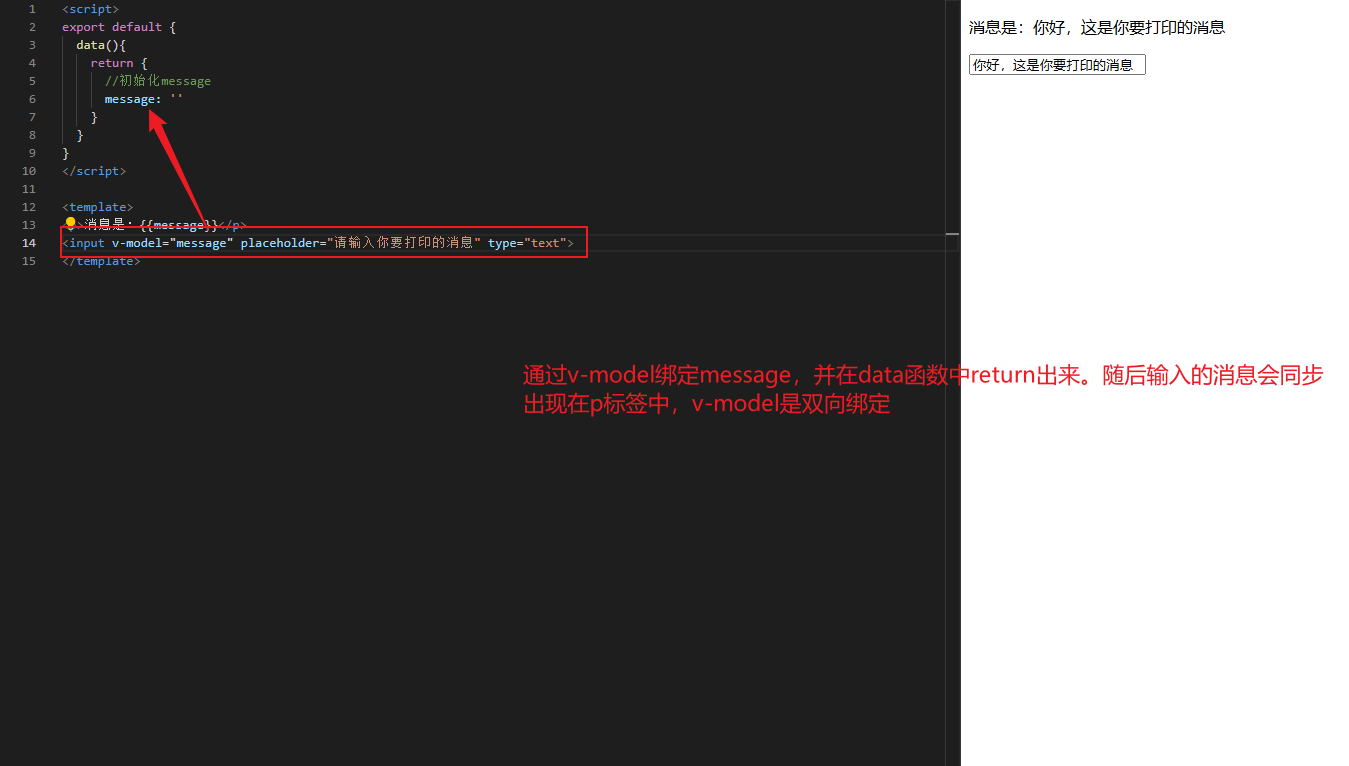 1 <script>
2 export default {
3 data(){
4 return {
5 //初始化message
6 message: ''
7 }
8 }
9 }
10 </script>
11
12 <template>
13 >消息是: {{message}}</p>
14 <input v-model="message" placeholder="请输入你要打印的消息" type="text">
15 </template>
消息是：你好，这是你要打印的消息
你好，这是你要打印的消息
通过v-model绑定message，并在data函数中return出来。随后输入的消息会同步
出现在p标签中，v-model是双向绑定